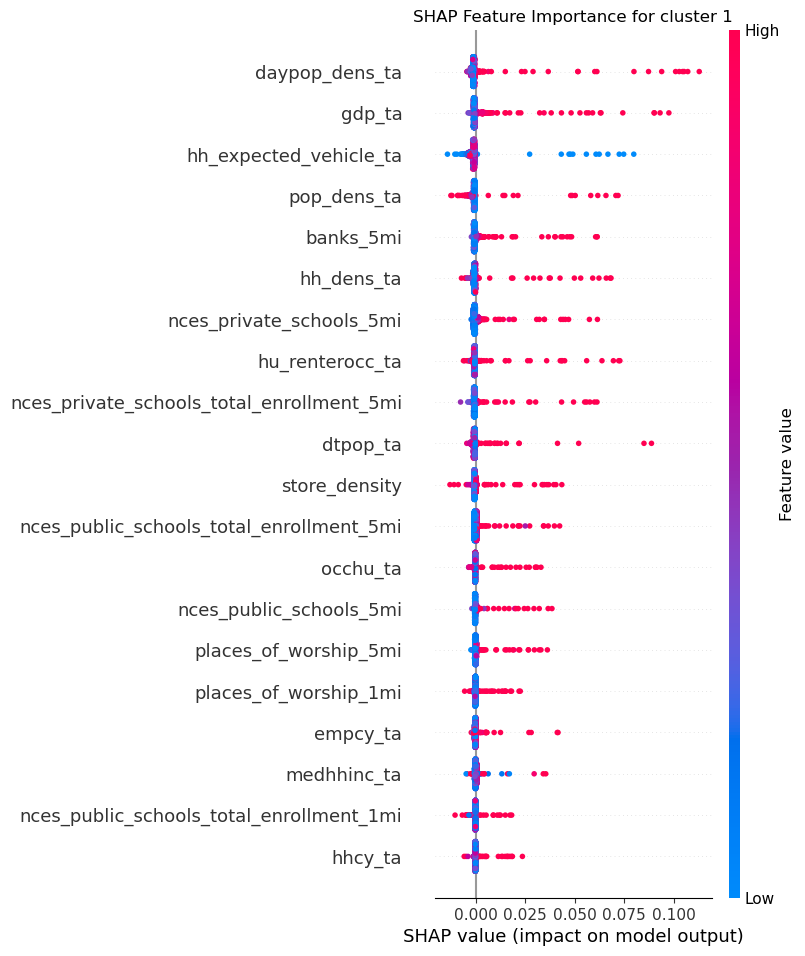 SHAP Feature Importance for cluster 1
High
daypop_dens_ta
gdp_ta
hh_expected_vehicle_ta
pop_dens_ta
banks_5mi
hh_dens_ta
nces_private_schools_5mi
hu_renterocc_ta
nces_private_schools_total_enrollment_5mi
dtpop_ta
store_density
nces_public_schools_total_enrollment_5mi
occhu_ta
nces_public_schools_5mi
places_of_worship_5mi
places_of_worship_1mi
empcy_ta
medhhinc_ta
nces_public_schools_total_enrollment_1mi
hhcy_ta
Feature value
Low
0.000 0.025 0.050 0.075 0.100
SHAP value (impact on model output)